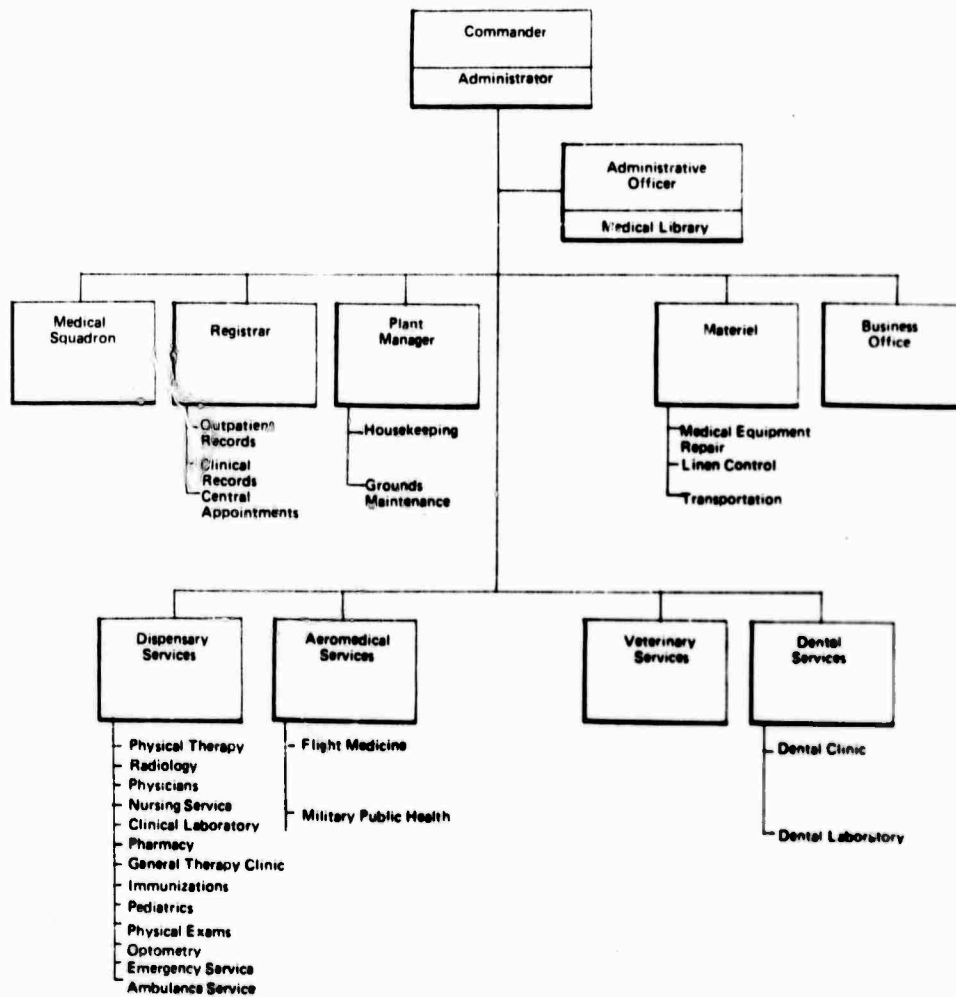 Commander
Administrator
Administrative
Officer
Medical Library
Medical
Squadron
Registrar
Plant
Manager
Materiel
Business
Office
Outpatient
Records
Clinical
Records
Central
Appointments
Housekeeping
Grounds
Maintenance
Medical Equipment
Repair
Linen Control
Transportation
Dispensary
Services
Aeromedical
Services
Veterinary
Services
Dental
Services
Physical Therapy
Radiology
Physicians
Nursing Service
Clinical Laboratory
Pharmacy
General Therapy Clinic
Immunizations
Pediatrics
Physical Exams
Optometry
Emergency Service
Ambulance Service
Flight Medicine
Military Public Health
Dental Clinic
Dental Laboratory